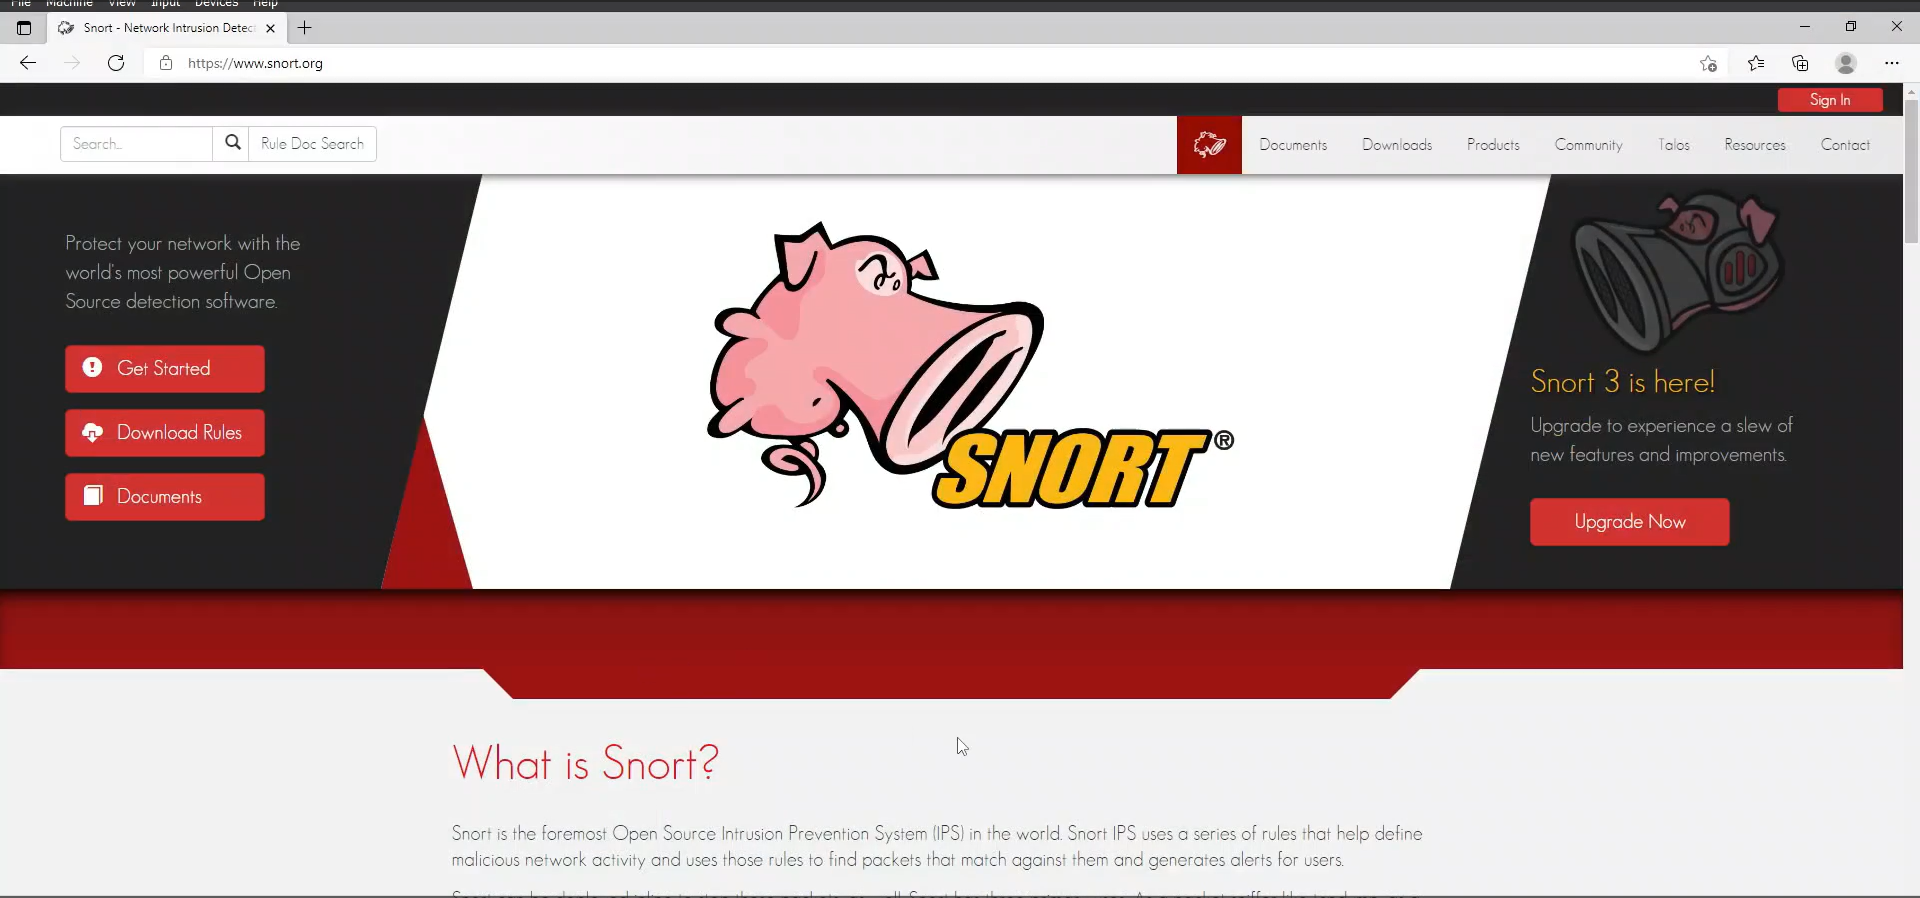 File Machine View Input Devices Help
Snort - Network Intrusion Detec
https://www.snort.org
Sign In
Search..
Rule Doc Search
Documents Downloads Products Community Talos Resources Contact
Protect your network with the
world's most powerful Open
Source detection software.
Get Started
Download Rules
Documents
SNORT®
Snort 3 is here!
Upgrade to experience a slew of
new features and improvements.
Upgrade Now
What is Snort?
Snort is the foremost Open Source Intrusion Prevention System (IPS) in the world. Snort IPS uses a series of rules that help define
malicious network activity and uses those rules to find packets that match against them and generates alerts for users.